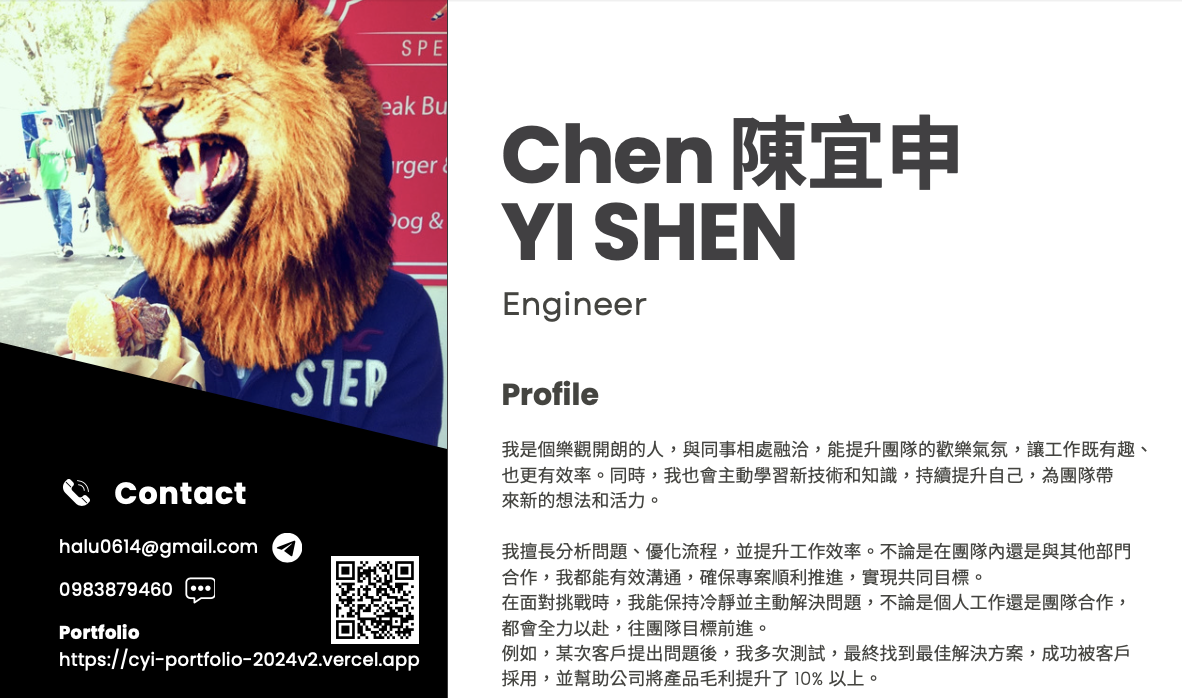 SPE
eak Bu
rger &
Dog &
STEP
Contact
halu0614@gmail.com
0983879460
Portfolio
https://cyi-portfolio-2024v2.vercel.app
Chen 陳宜申
YI SHEN
Engineer
Profile
我是個樂觀開朗的人，與同事相處融洽，能提升團隊的歡樂氣氛，讓工作既有趣、
也更有效率。同時，我也會主動學習新技術和知識，持續提升自己，為團隊帶
來新的想法和活力。
我擅長分析問題、優化流程，並提升工作效率。不論是在團隊內還是與其他部門
合作，我都能有效溝通，確保專案順利推進，實現共同目標。
在面對挑戰時，我能保持冷靜並主動解決問題，不論是個人工作還是團隊合作，
都會全力以赴，往團隊目標前進。
例如，某次客戶提出問題後，我多次測試，最終找到最佳解決方案，成功被客戶
採用，並幫助公司將產品毛利提升了 10% 以上。